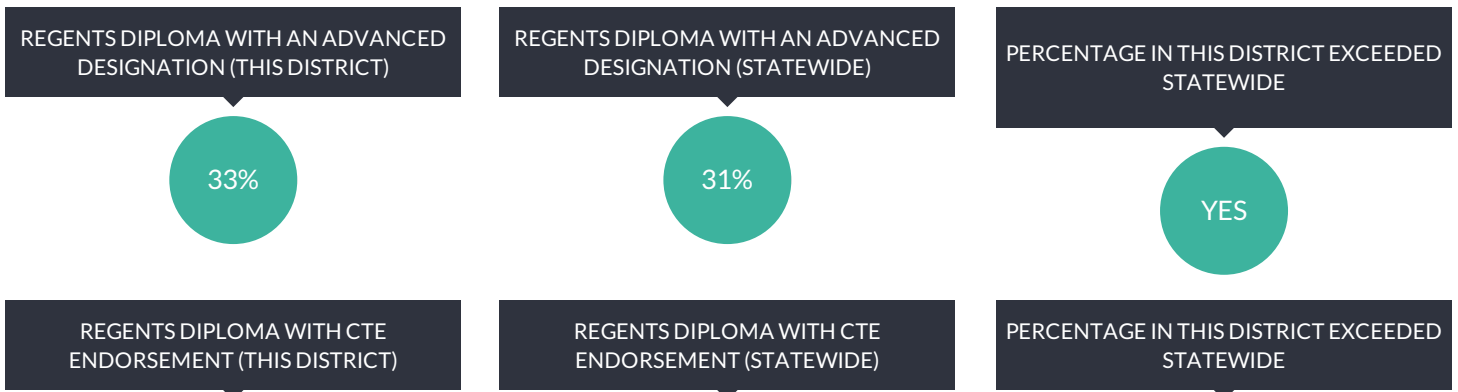 REGENTS DIPLOMA WITH AN ADVANCED
DESIGNATION (THIS DISTRICT)
33%
REGENTS DIPLOMA WITH AN ADVANCED
DESIGNATION (STATEWIDE)
31%
PERCENTAGE IN THIS DISTRICT EXCEEDED
STATEWIDE
YES
REGENTS DIPLOMA WITH CTE
ENDORSEMENT (THIS DISTRICT)
REGENTS DIPLOMA WITH CTE
ENDORSEMENT (STATEWIDE)
PERCENTAGE IN THIS DISTRICT EXCEEDED
STATEWIDE